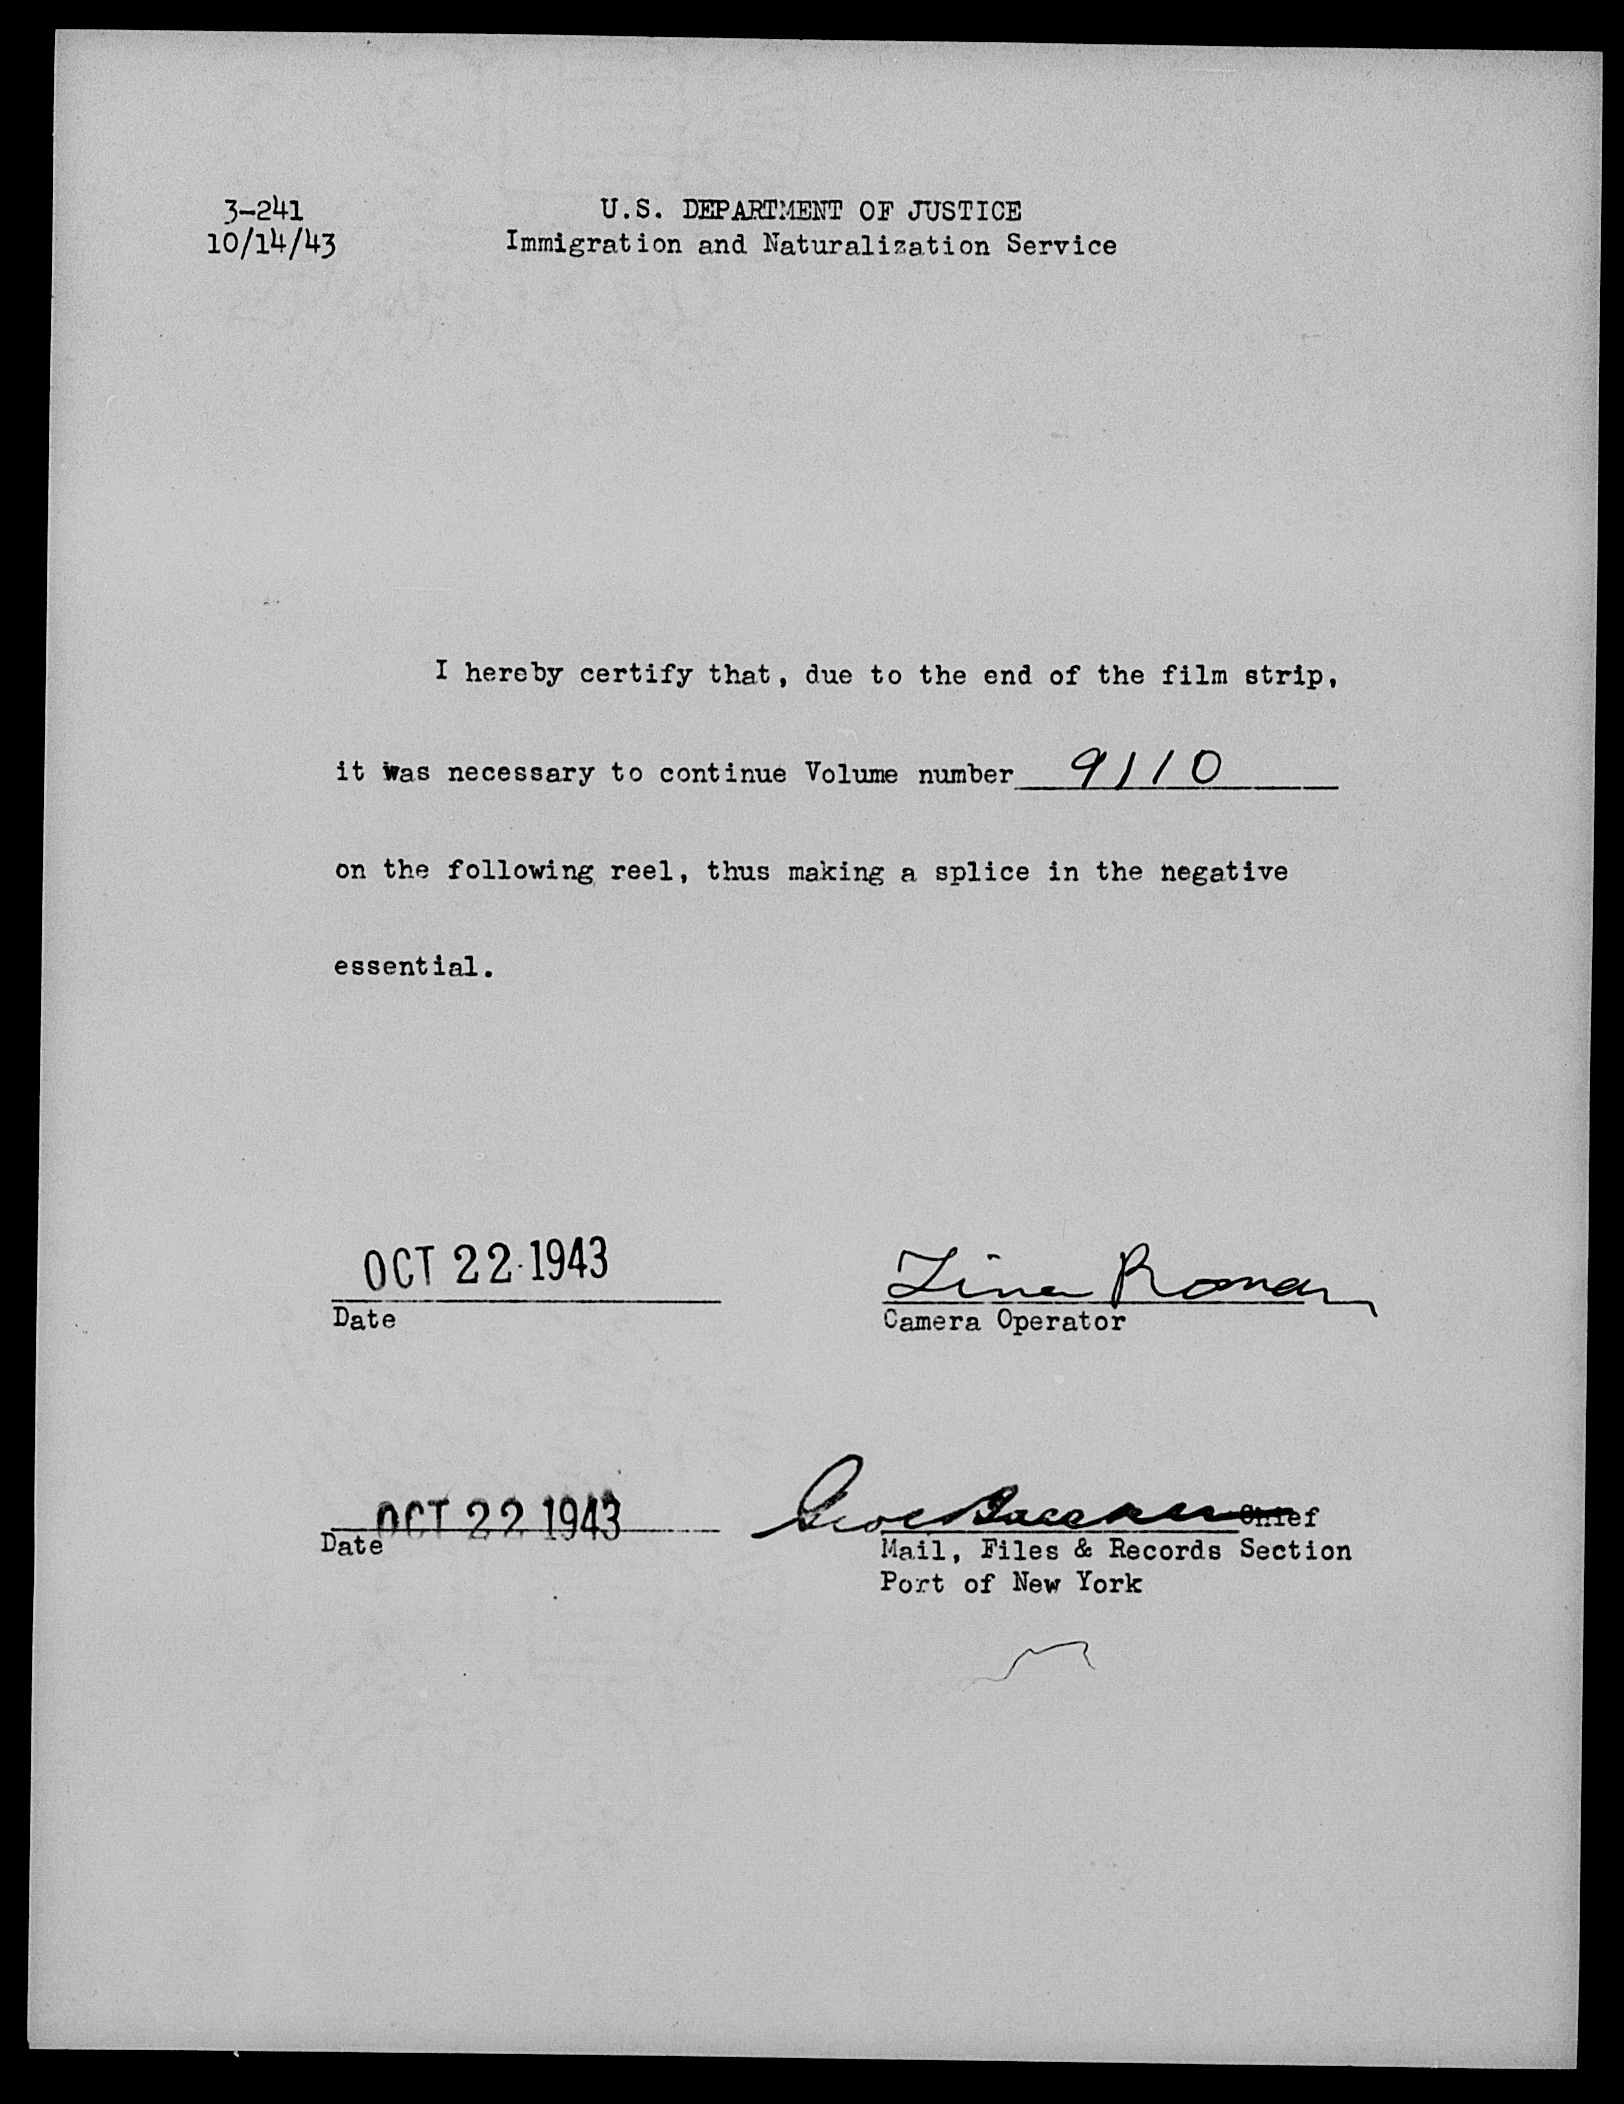 3-241
10/14/43
U.S. DEPARTMENT OF JUSTICE
Immigration and Naturalization Service
I hereby certify that, due to the end of the film strip,
it was necessary to continue Volume number 9110
on the following reel, thus making a splice in the negative
essential.
OCT 22 1943
Date
Roman
Camera Operator
OCT 22 1943
Date
Chief
Mail, Files & Records Section
Port of New York